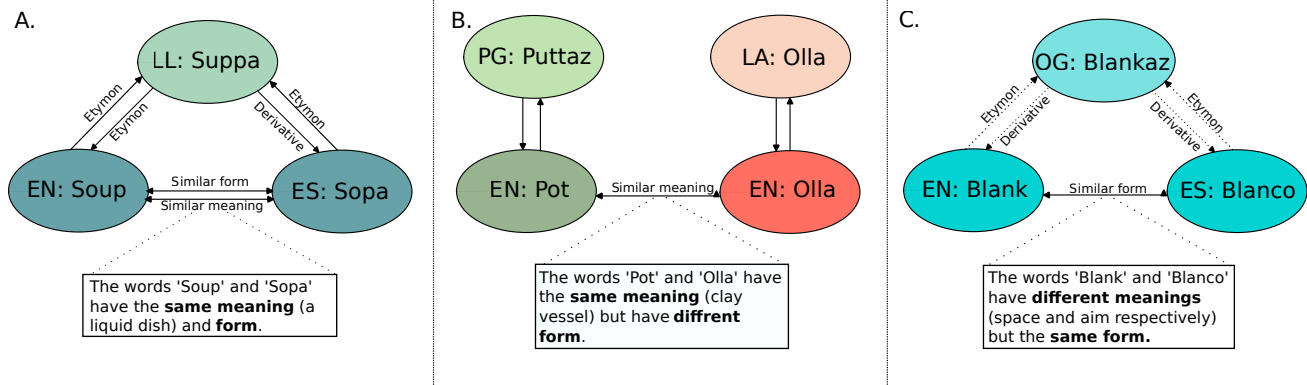 A.
LL: Suppa
Etymon
Etymon
Derivative
Etymon
EN: Soup
Similar form
Similar meaning
ES: Sopa
The words 'Soup' and 'Sopa'
have the same meaning (a
liquid dish) and form.
B.
PG: Puttaz
LA: Olla
EN: Pot
Similar meaning
EN: Olla
The words 'Pot' and 'Olla' have
the same meaning (clay
vessel) but have diffrent
form.
C.
OG: Blankaz
Etymon
Derivative
Derivative
Etymon
EN: Blank
Similar form
ES: Blanco
The words 'Blank' and 'Blanco'
have different meanings
(space and aim respectively)
but the same form.